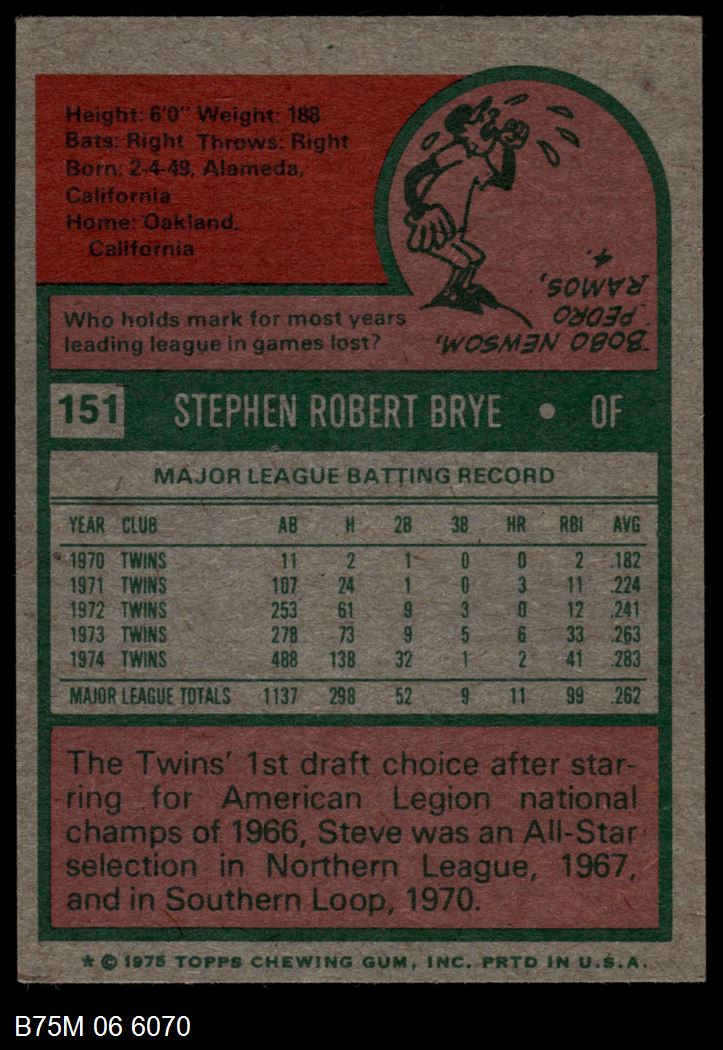 Height: 6'0" Weight: 188
Bats: Right Throws: Right
Born: 2-4-49, Alameda,
California
Home: Oakland,
California
Who holds mark for most years
leading league in games lost?
BOBO NEWSOM,
PEDRO
RAMOS,
4.
151 STEPHEN ROBERT BRYE • OF
MAJOR LEAGUE BATTING RECORD
YEAR CLUB AB H 2B 3B HR RBI AVG
1970 TWINS 11 2 1 0 0 2 .182
1971 TWINS 107 24 1 0 3 11 .224
1972 TWINS 253 61 9 3 0 12 .241
1973 TWINS 278 73 9 5 6 33 .263
1974 TWINS 488 138 32 1 2 41 .283
MAJOR LEAGUE TOTALS 1137 298 52 9 11 99 .262
The Twins' 1st draft choice after star-
ring for American Legion national
champs of 1966, Steve was an All-Star
selection in Northern League, 1967,
and in Southern Loop, 1970.
* © 1975 TOPPS CHEWING GUM, INC. PRTD IN U.S.A.
B75M 06 6070